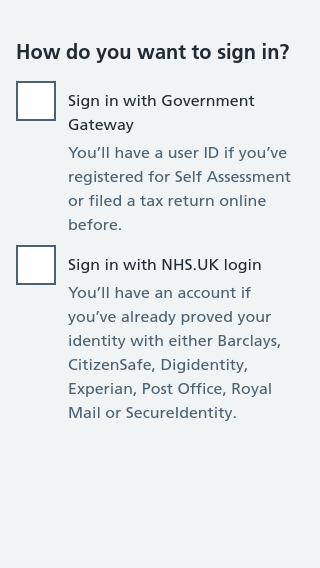 How do you want to sign in?
Sign in with Government
Gateway
You’ll have a user ID if you’ve
registered for Self Assessment
or filed a tax return online
before.
Sign in with NHS.UK login
You’ll have an account if
you’ve already proved your
identity with either Barclays,
CitizenSafe, Digidentity,
Experian, Post Office, Royal
Mail or SecureIdentity.